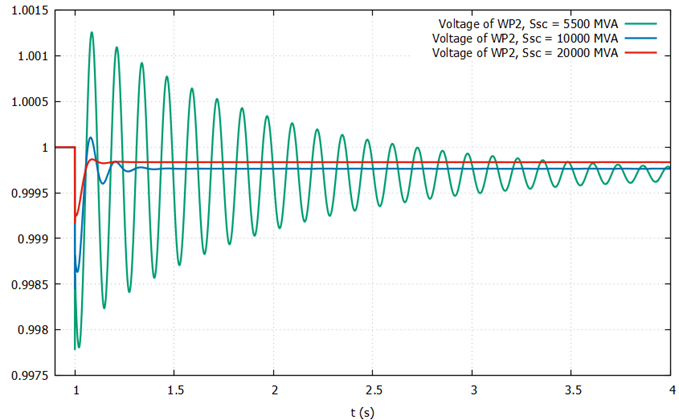 1.0015
1.001
1.0005
1
0.9995
0.999
0.9985
0.998
0.9975
Voltage of WP2, Ssc = 5500 MVA
Voltage of WP2, Ssc = 10000 MVA
Voltage of WP2, Ssc = 20000 MVA
1 1.5 2 2.5 3 3.5 4
t (s)